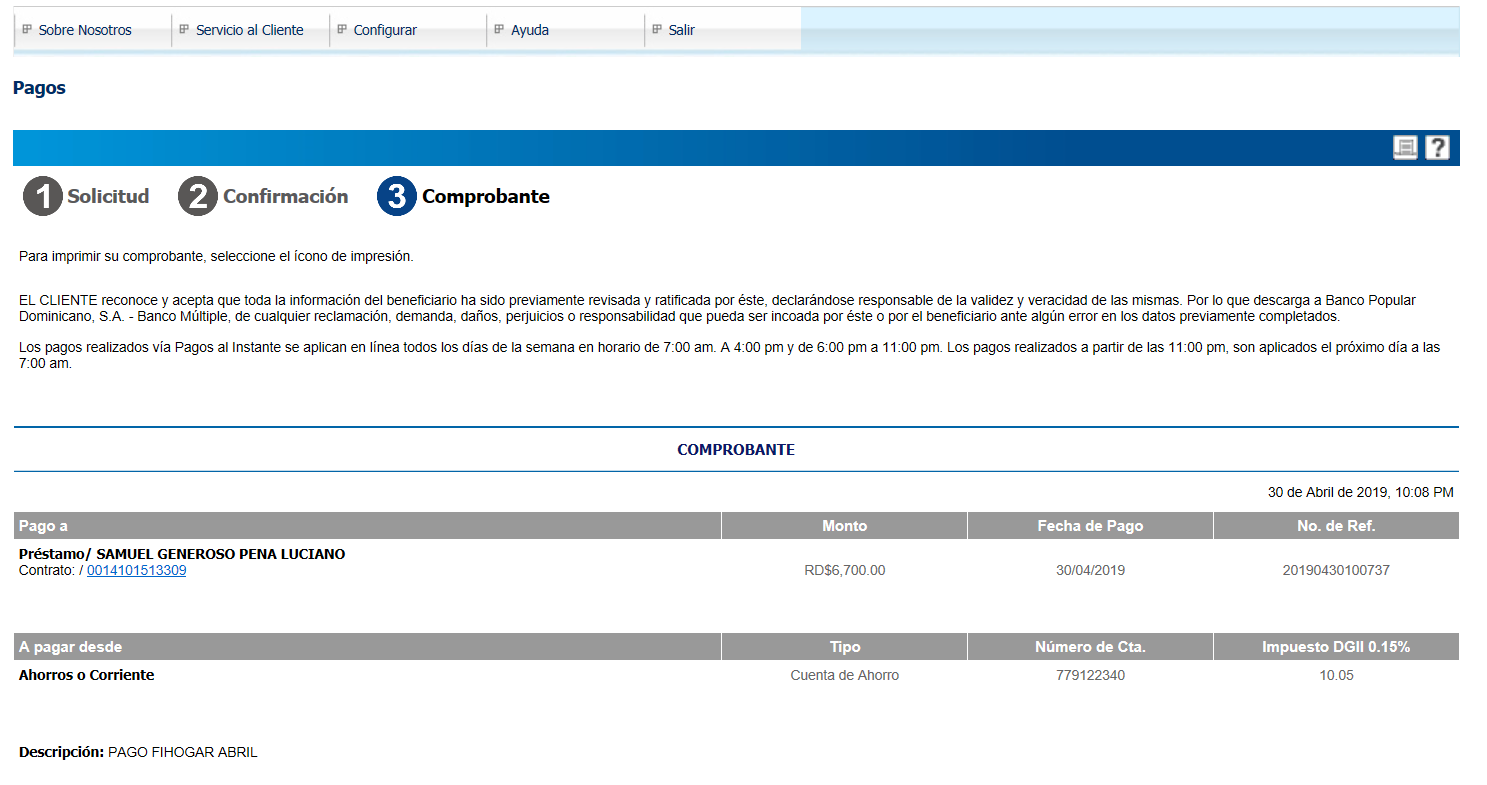 Sobre Nosotros Servicio al Cliente Configurar Ayuda Salir
Pagos
?
1 Solicitud 2 Confirmación 3 Comprobante
Para imprimir su comprobante, seleccione el ícono de impresión.
EL CLIENTE reconoce y acepta que toda la información del beneficiario ha sido previamente revisada y ratificada por éste, declarándose responsable de la validez y veracidad de las mismas. Por lo que descarga a Banco Popular
Dominicano, S.A. - Banco Múltiple, de cualquier reclamación, demanda, daños, perjuicios o responsabilidad que pueda ser incoada por éste o por el beneficiario ante algún error en los datos previamente completados.
Los pagos realizados vía Pagos al Instante se aplican en línea todos los días de la semana en horario de 7:00 am. A 4:00 pm y de 6:00 pm a 11:00 pm. Los pagos realizados a partir de las 11:00 pm, son aplicados el próximo día a las
7:00 am.
COMPROBANTE
30 de Abril de 2019, 10:08 PM
Pago a Monto Fecha de Pago No. de Ref.
Préstamo/ SAMUEL GENEROSO PENA LUCIANO
Contrato: / 0014101513309 RD$6,700.00 30/04/2019 20190430100737
A pagar desde Tipo Número de Cta. Impuesto DGII 0.15%
Ahorros o Corriente Cuenta de Ahorro 779122340 10.05
Descripción: PAGO FIHOGAR ABRIL